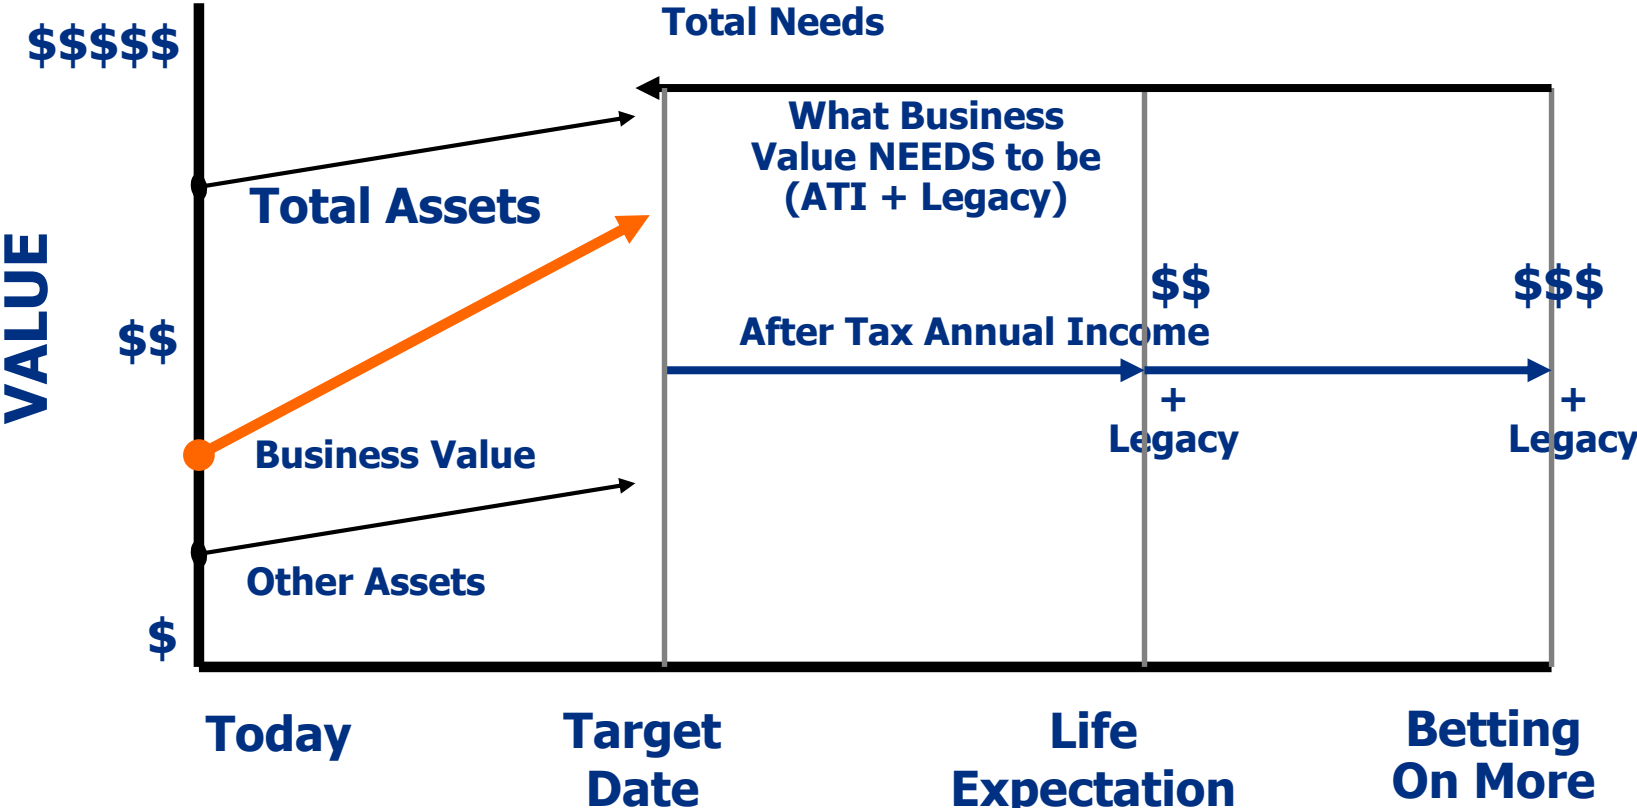 Total Needs
$$$$$
What Business
Value NEEDS to be
(ATI + Legacy)
Total Assets
VALUE
$$
$$
$$$
After Tax Annual Income
+
Legacy
+
Legacy
Business Value
Other Assets
$
Today
Target
Date
Life
Expectation
Betting
On More